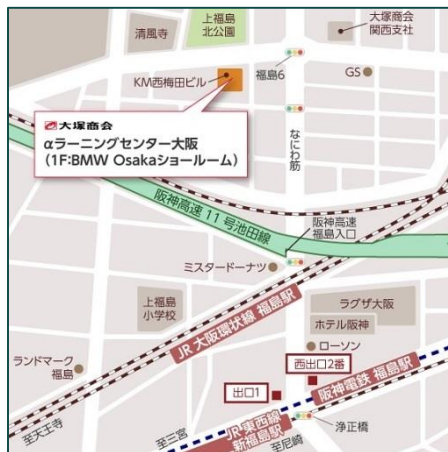 上福島
北公園
大塚商会
関西支社
清風寺
福島6
GS
KM西梅田ビル
大塚商会
αラーニングセンター大阪
(1F:BMW Osakaショールーム)
なにわ筋
阪神高速 11 号池田線
阪神高速
福島入口
ミスタードーナツ
上福島
小学校
JR 大阪環状線 福島駅
ラグザ大阪
ホテル阪神
ローソン
ランドマーク
福島
西出口2番
出口1
阪神電鉄 福島駅
JR 東西線
新福島駅
浄正橋
至天王寺
至三宮
至尼崎